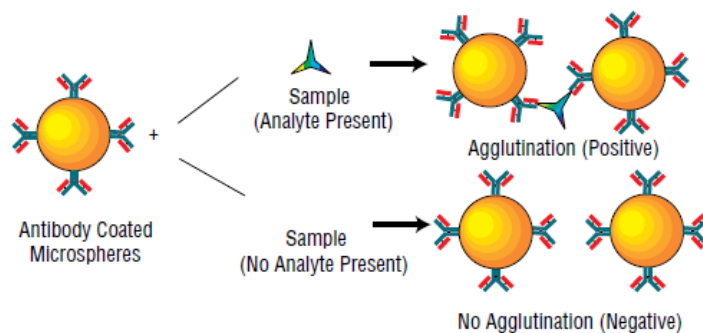 Antibody Coated
Microspheres
+
Sample
(Analyte Present)
Agglutination (Positive)
Sample
(No Analyte Present)
No Agglutination (Negative)